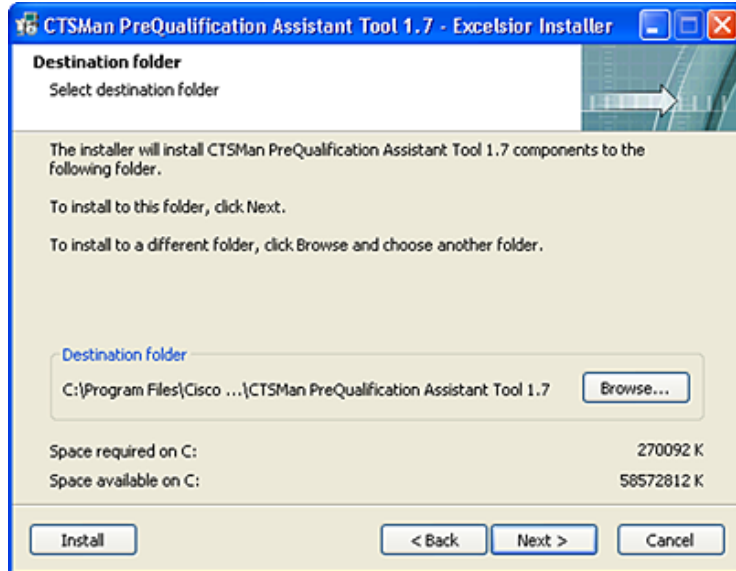 CTSMan PreQualification Assistant Tool 1.7 - Excelsior Installer
Destination folder
Select destination folder
The installer will install CTSMan PreQualification Assistant Tool 1.7 components to the
following folder.
To install to this folder, click Next.
To install to a different folder, click Browse and choose another folder.
Destination folder
C:\Program Files\Cisco ...\CTSMan PreQualification Assistant Tool 1.7
Browse...
Space required on C: 270092 K
Space available on C: 58572812 K
Install < Back Next > Cancel